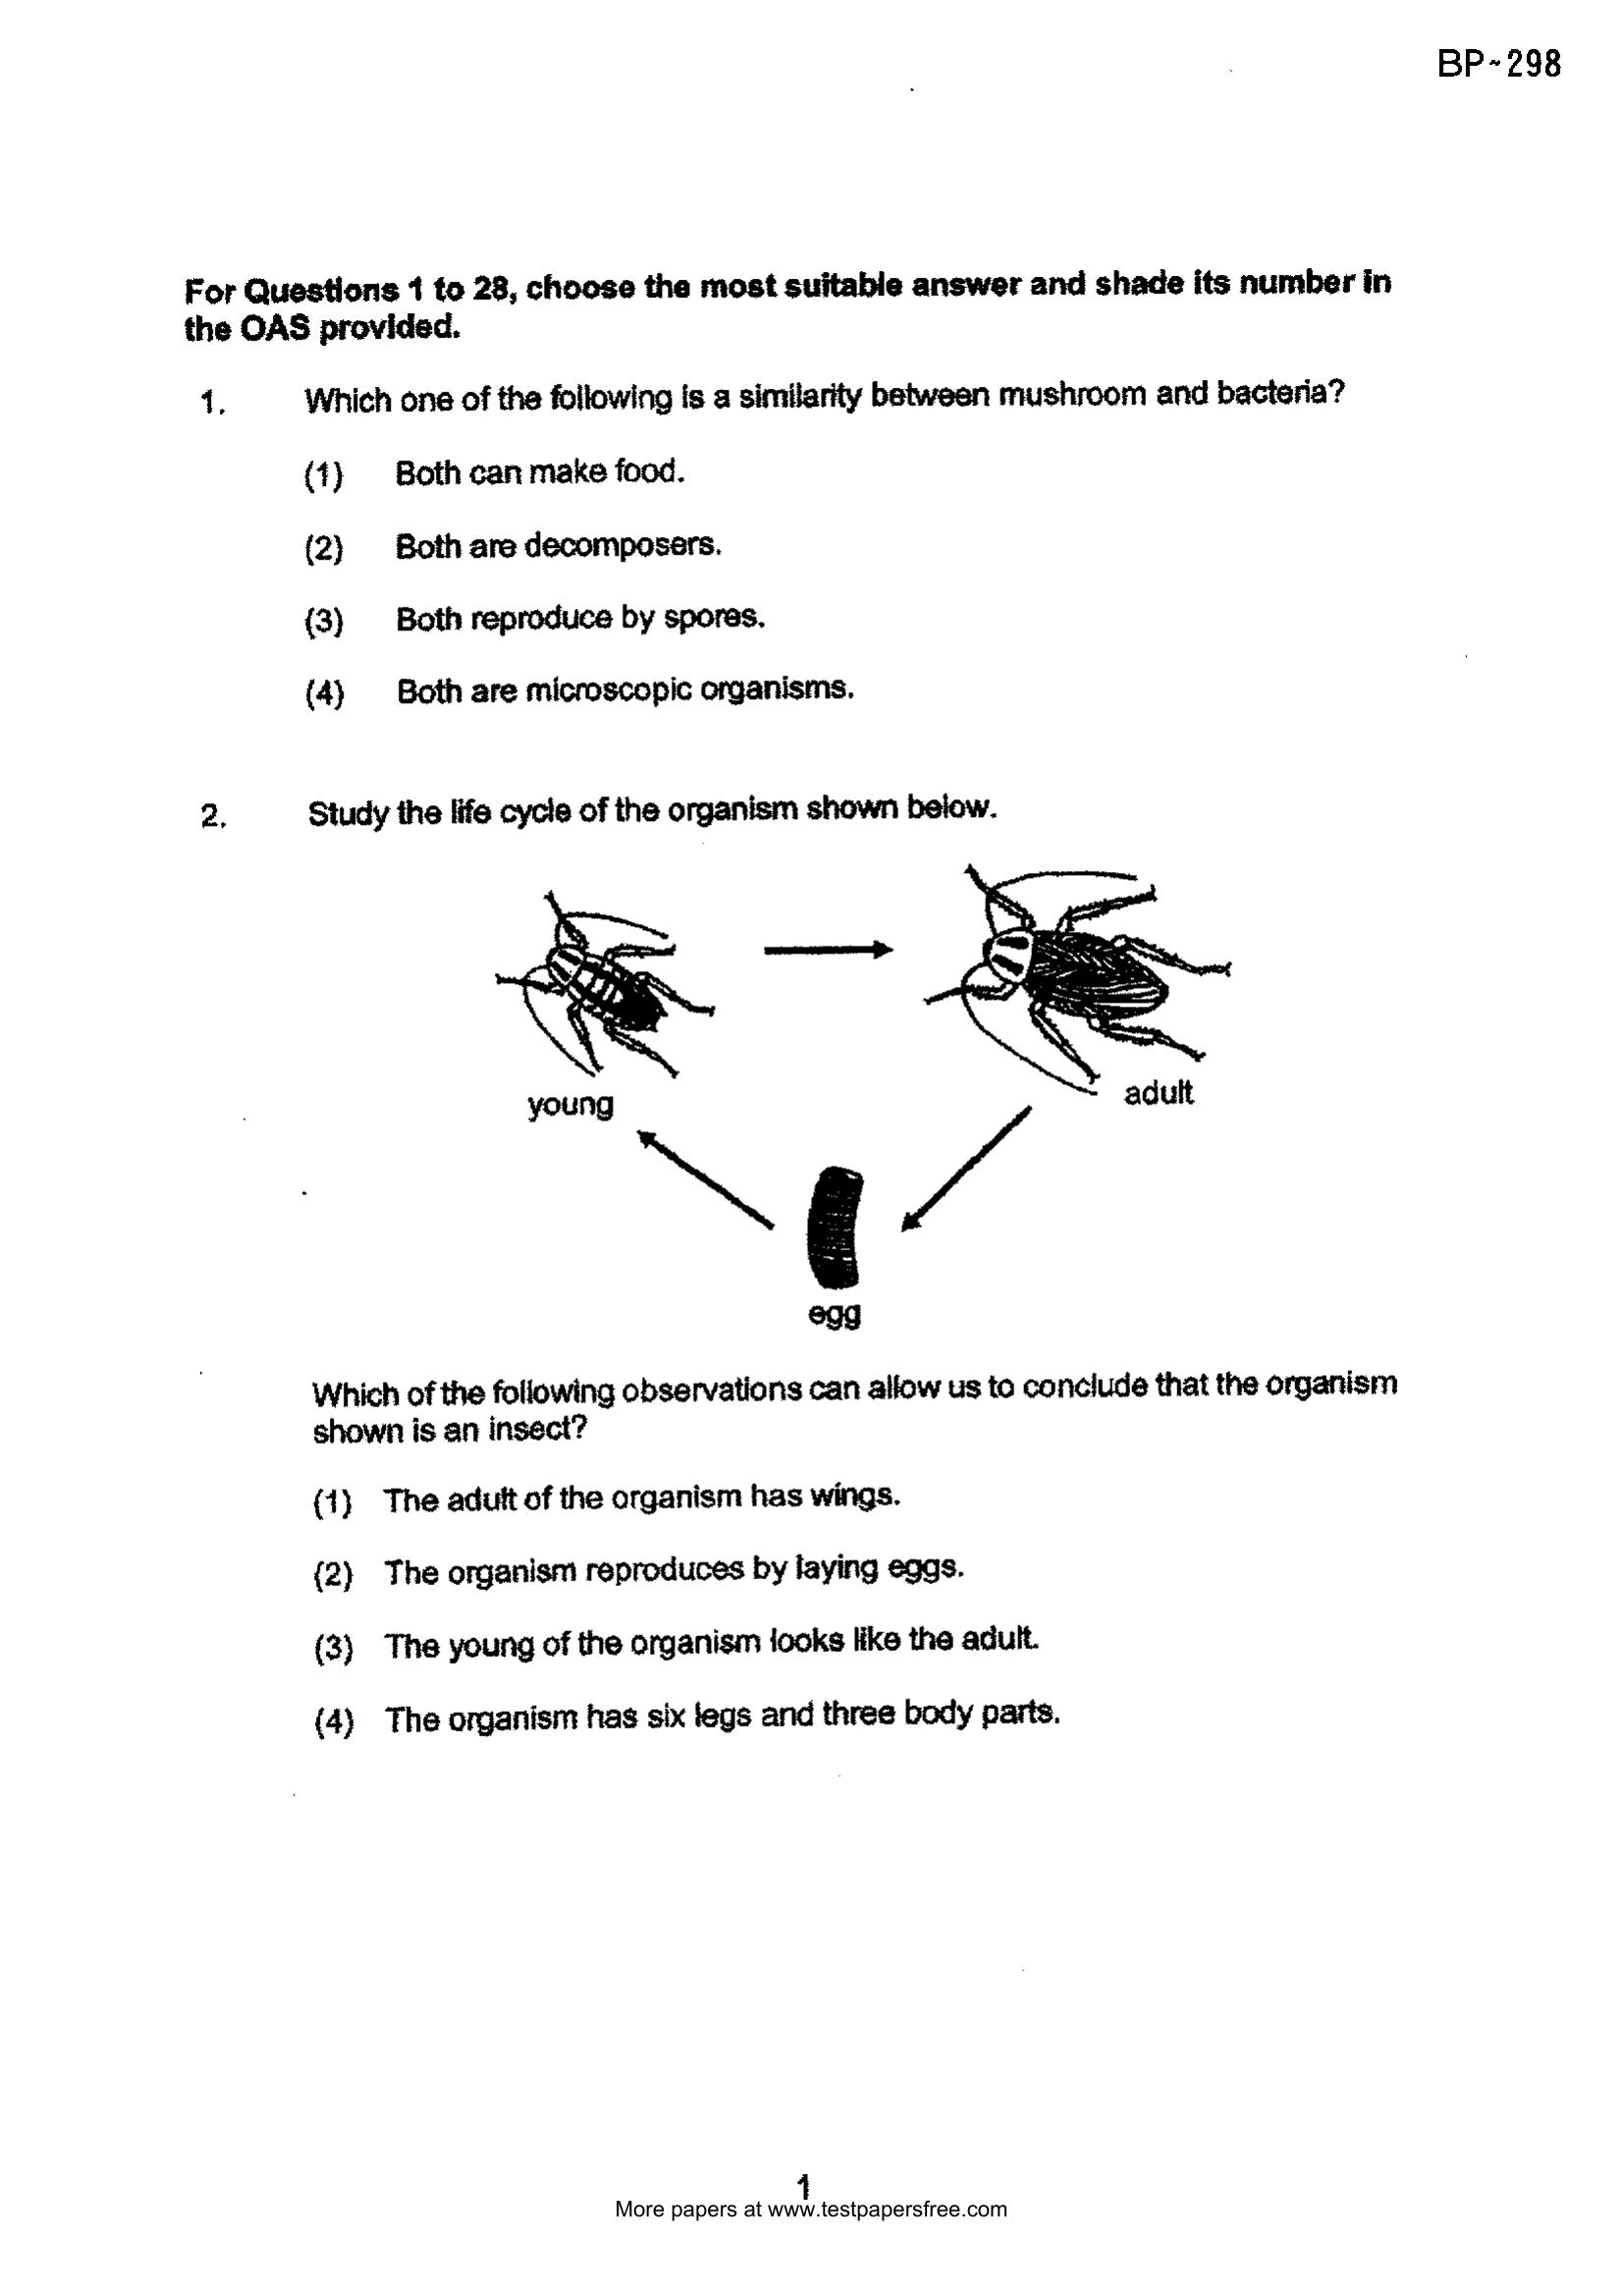 BP~298
For Questions 1 to 28, choose the most suitable answer and shade its number in
the OAS provided.
1. Which one of the following is a similarity between mushroom and bacteria?
(1) Both can make food.
(2) Both are decomposers.
(3) Both reproduce by spores.
(4) Both are microscopic organisms.
2. Study the life cycle of the organism shown below.
young
adult
egg
Which of the following observations can allow us to conclude that the organism
shown is an insect?
(1) The adult of the organism has wings.
(2) The organism reproduces by laying eggs.
(3) The young of the organism looks like the adult.
(4) The organism has six legs and three body parts.
1
More papers at www.testpapersfree.com